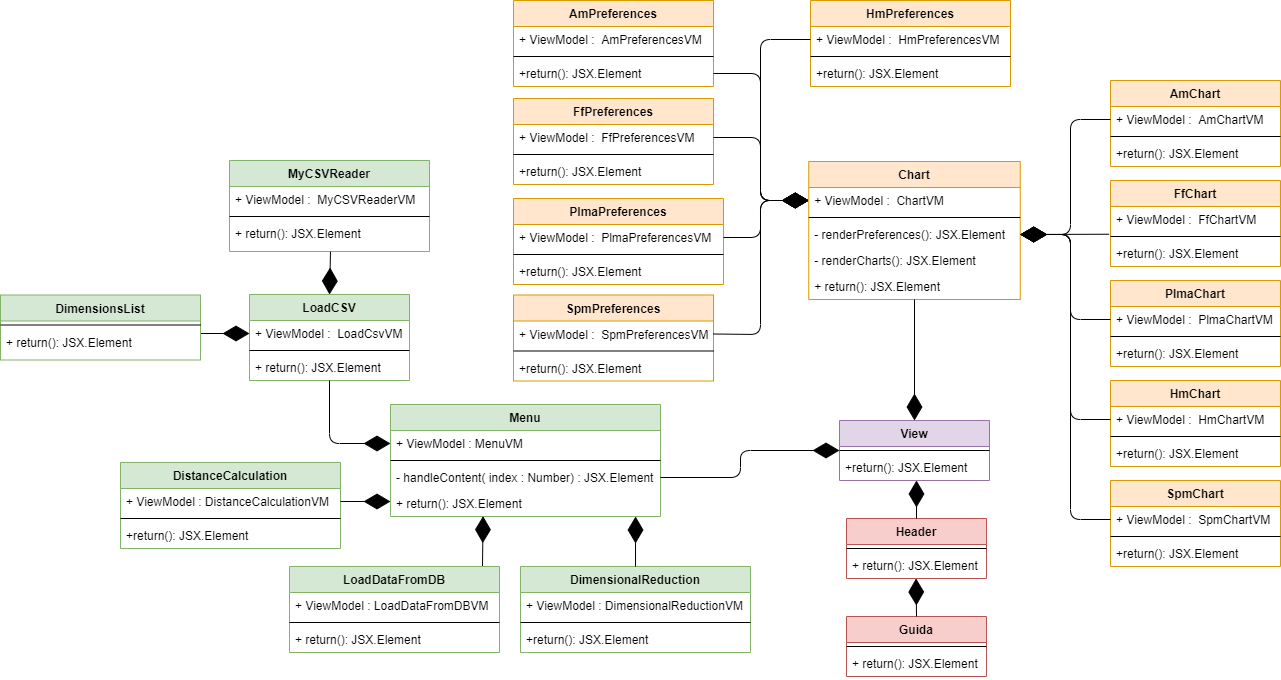 AmPreferences
+ ViewModel : AmPreferencesVM
+return(): JSX.Element
HmPreferences
+ ViewModel : HmPreferencesVM
+return(): JSX.Element
FfPreferences
+ ViewModel : FfPreferencesVM
+return(): JSX.Element
PlmaPreferences
+ ViewModel : PlmaPreferencesVM
+return(): JSX.Element
SpmPreferences
+ ViewModel : SpmPreferencesVM
+return(): JSX.Element
Chart
+ ViewModel : ChartVM
- renderPreferences(): JSX.Element
- renderCharts(): JSX.Element
+ return(): JSX.Element
AmChart
+ ViewModel : AmChartVM
+return(): JSX.Element
FfChart
+ ViewModel : FfChartVM
+return(): JSX.Element
PlmaChart
+ ViewModel : PlmaChartVM
+return(): JSX.Element
HmChart
+ ViewModel : HmChartVM
+return(): JSX.Element
SpmChart
+ ViewModel : SpmChartVM
+return(): JSX.Element
MyCSVReader
+ ViewModel : MyCSVReaderVM
+ return(): JSX.Element
DimensionsList
+ return(): JSX.Element
LoadCSV
+ ViewModel : LoadCsvVM
+ return(): JSX.Element
Menu
+ ViewModel : MenuVM
- handleContent( index : Number) : JSX.Element
+ return(): JSX.Element
DistanceCalculation
+ ViewModel : DistanceCalculationVM
+return(): JSX.Element
LoadDataFromDB
+ ViewModel : LoadDataFromDBVM
+ return(): JSX.Element
DimensionalReduction
+ ViewModel : DimensionalReductionVM
+return(): JSX.Element
View
+return(): JSX.Element
Header
+ return(): JSX.Element
Guida
+ return(): JSX.Element